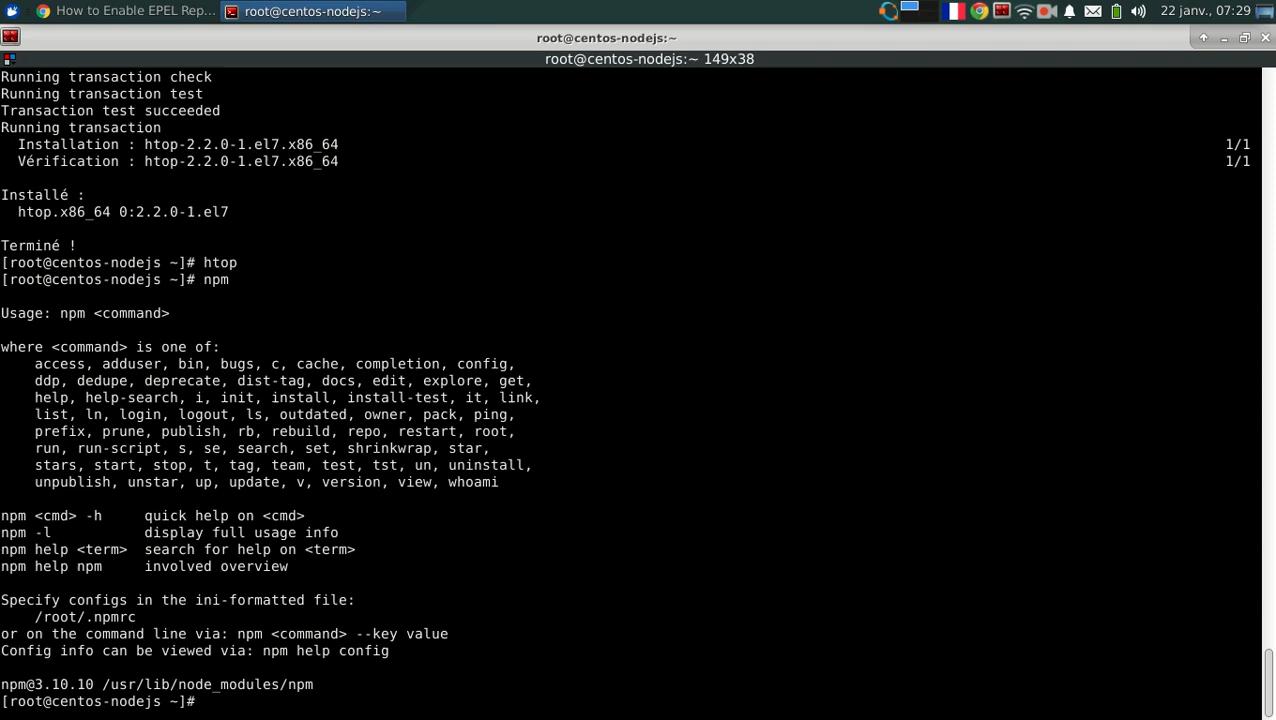 How to Enable EPEL Rep...
root@centos-nodejs:~
22 janv., 07:29
root@centos-nodejs:~
root@centos-nodejs:~ 149x38
Running transaction check
Running transaction test
Transaction test succeeded
Running transaction
  Installation : htop-2.2.0-1.el7.x86_64 1/1
  Vérification : htop-2.2.0-1.el7.x86_64 1/1
Installé :
  htop.x86_64 0:2.2.0-1.el7
Terminé !
[root@centos-nodejs ~]# htop
[root@centos-nodejs ~]# npm
Usage: npm <command>
where <command> is one of:
    access, adduser, bin, bugs, c, cache, completion, config,
    ddp, dedupe, deprecate, dist-tag, docs, edit, explore, get,
    help, help-search, i, init, install, install-test, it, link,
    list, ln, login, logout, ls, outdated, owner, pack, ping,
    prefix, prune, publish, rb, rebuild, repo, restart, root,
    run, run-script, s, se, search, set, shrinkwrap, star,
    stars, start, stop, t, tag, team, test, tst, un, uninstall,
    unpublish, unstar, up, update, v, version, view, whoami
npm <cmd> -h     quick help on <cmd>
npm -l           display full usage info
npm help <term>  search for help on <term>
npm help npm     involved overview
Specify configs in the ini-formatted file:
    /root/.npmrc
or on the command line via: npm <command> --key value
Config info can be viewed via: npm help config
npm@3.10.10 /usr/lib/node_modules/npm
[root@centos-nodejs ~]#